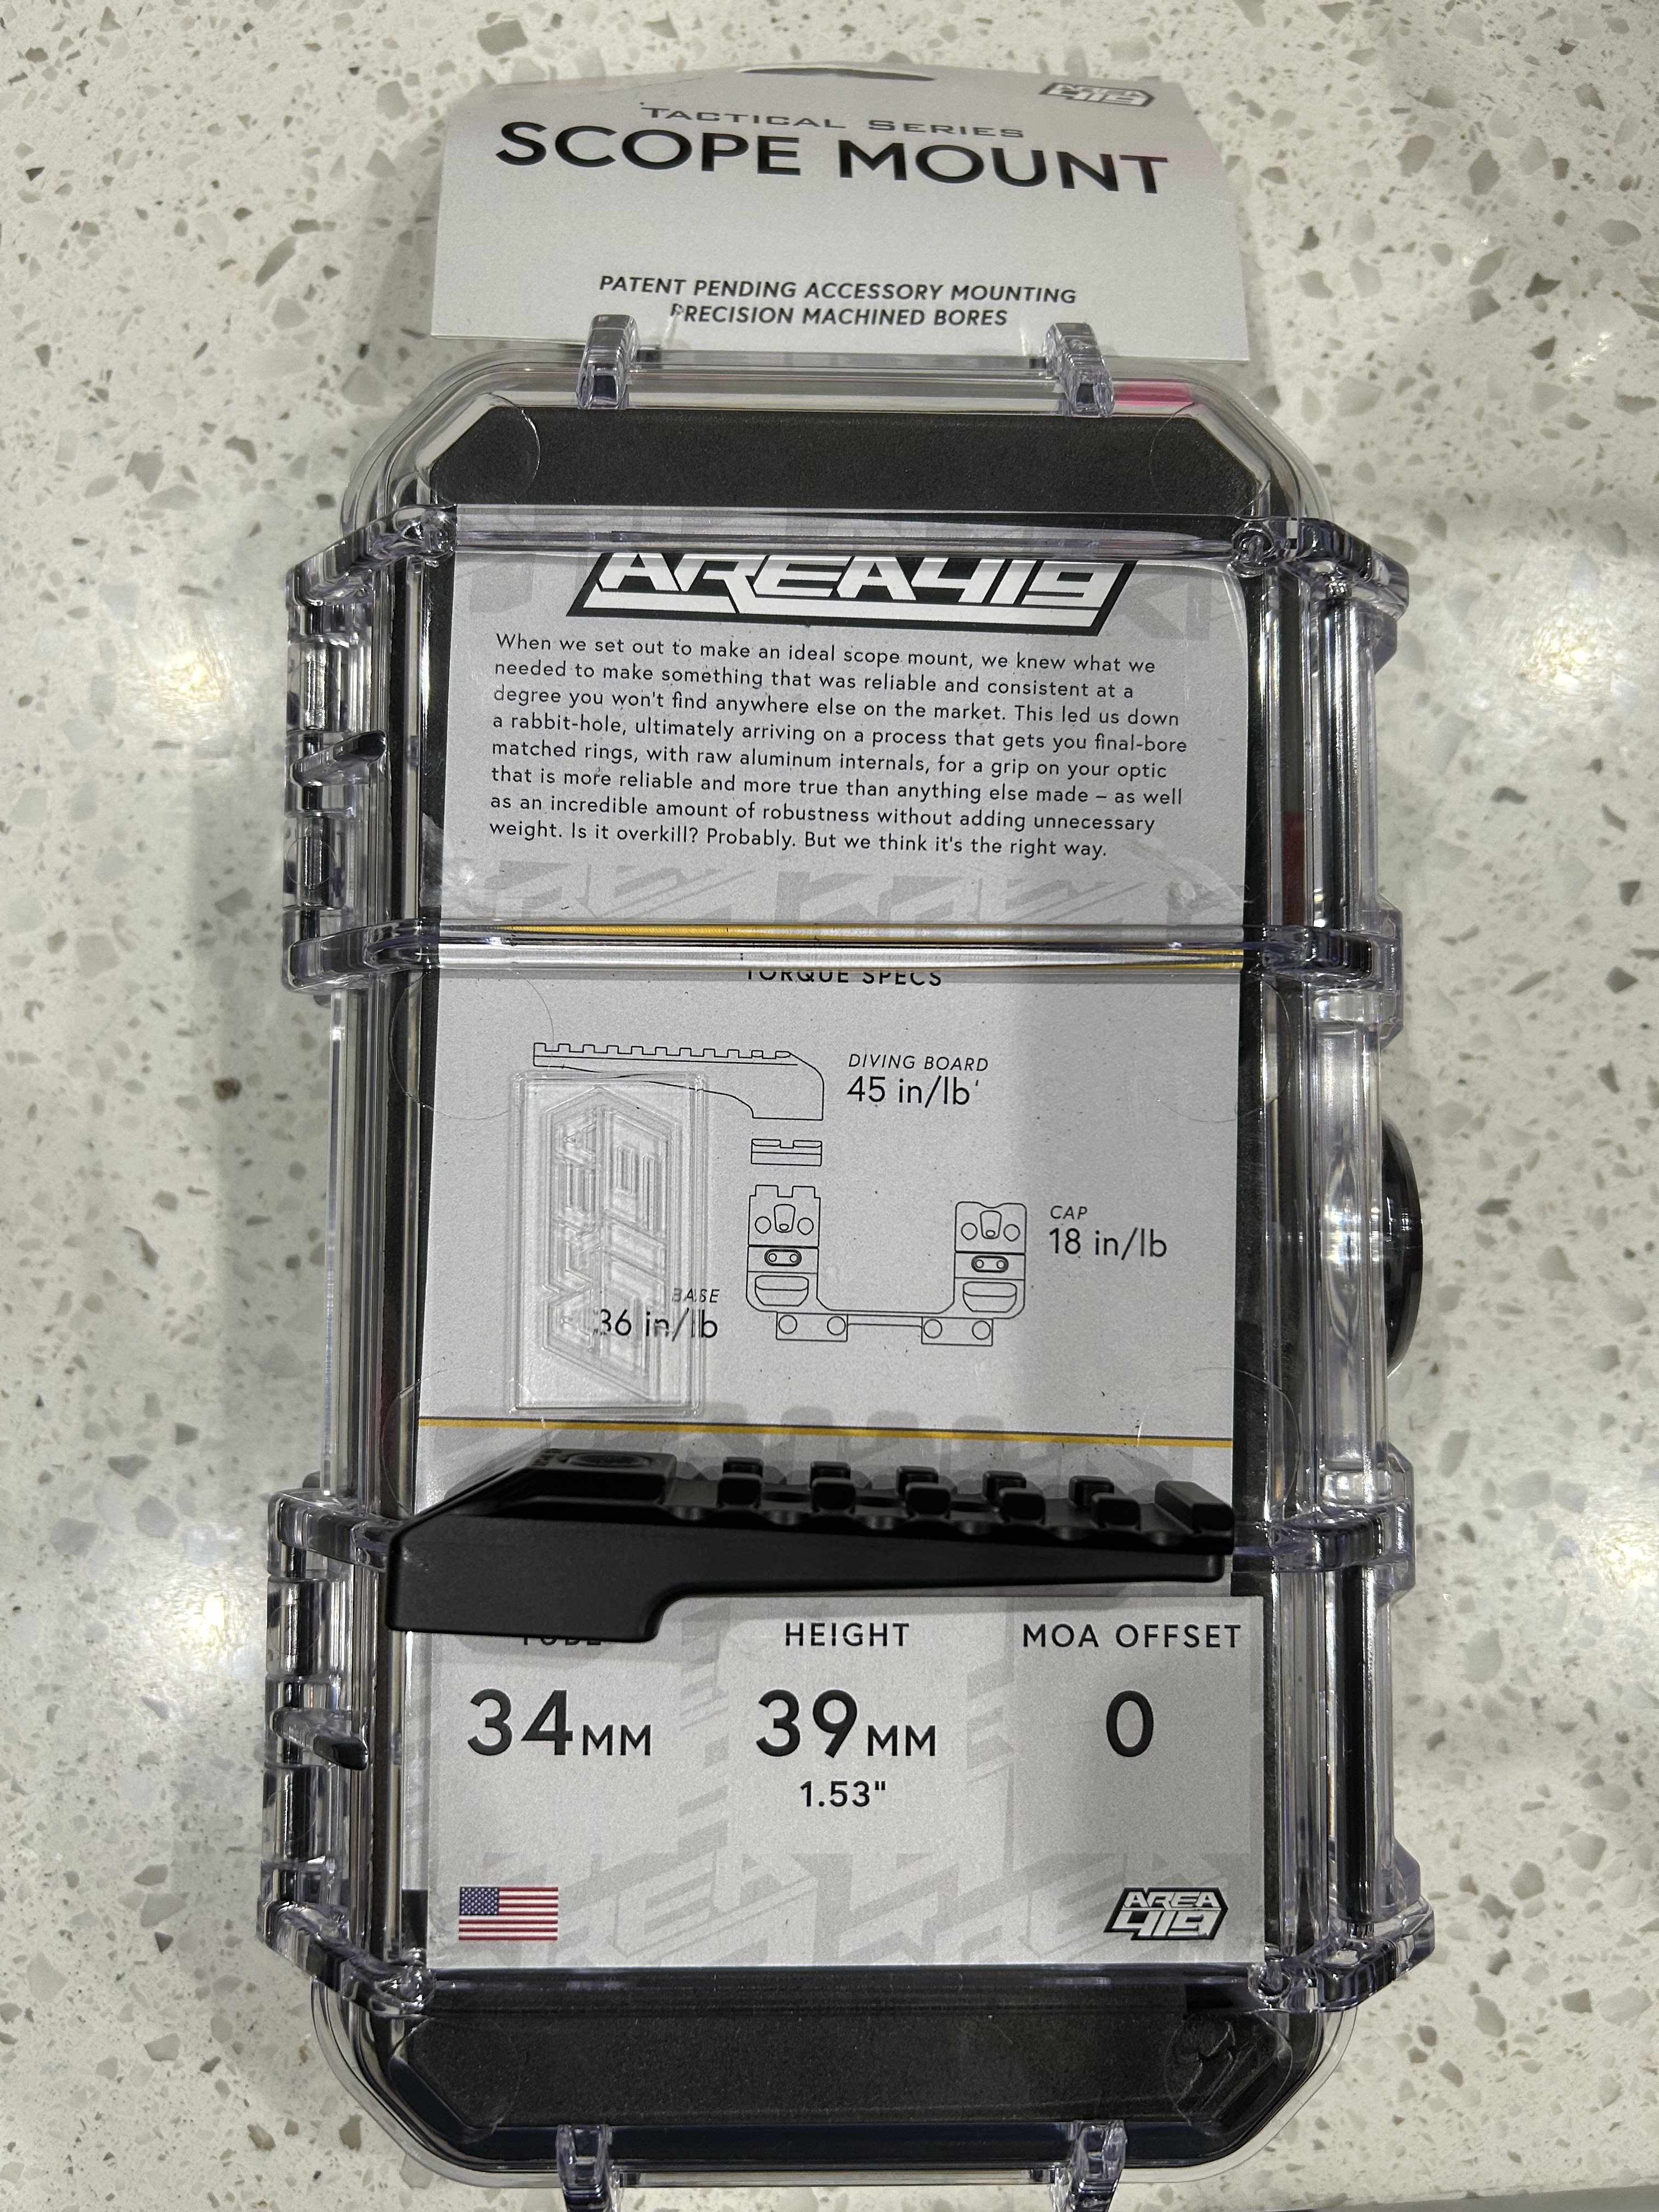 AREA 419
TACTICAL SERIES
SCOPE MOUNT
PATENT PENDING ACCESSORY MOUNTING
PRECISION MACHINED BORES
AREA419
When we set out to make an ideal scope mount, we knew what we
needed to make something that was reliable and consistent at a
degree you won't find anywhere else on the market. This led us down
a rabbit-hole, ultimately arriving on a process that gets you final-bore
matched rings, with raw aluminum internals, for a grip on your optic
that is more reliable and more true than anything else made – as well
as an incredible amount of robustness without adding unnecessary
weight. Is it overkill? Probably. But we think it's the right way.
TORQUE SPECS
DIVING BOARD
45 in/lb
CAP
18 in/lb
BASE
36 in/lb
AREA 419
TUBE HEIGHT MOA OFFSET
34MM 39MM 0
1.53"
AREA 419